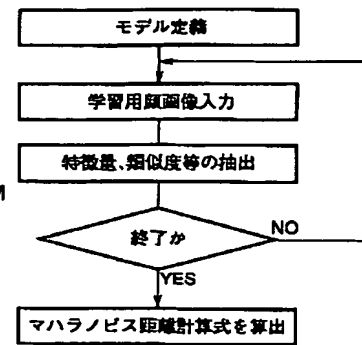 モデル定義
学習用顔画像入力
特徴量、類似度等の抽出
終了か
NO
YES
マハラノビス距離計算式を算出